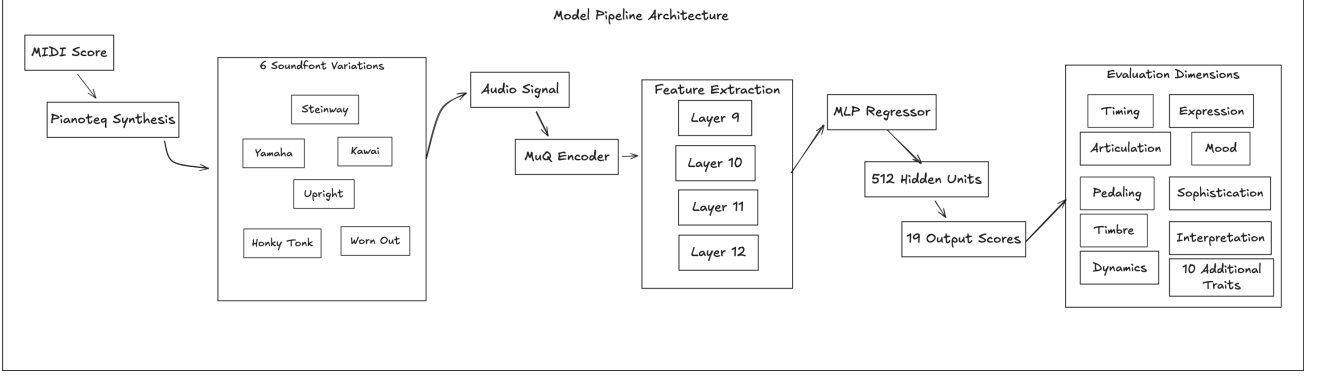 Model Pipeline Architecture
MIDI Score
Pianoteq Synthesis
6 Soundfont Variations
Steinway
Yamaha
Kawai
Upright
Honky Tonk
Worn Out
Audio Signal
MuQ Encoder
Feature Extraction
Layer 9
Layer 10
Layer 11
Layer 12
MLP Regressor
512 Hidden Units
19 Output Scores
Evaluation Dimensions
Timing
Expression
Articulation
Mood
Pedaling
Sophistication
Timbre
Interpretation
Dynamics
10 Additional
Traits